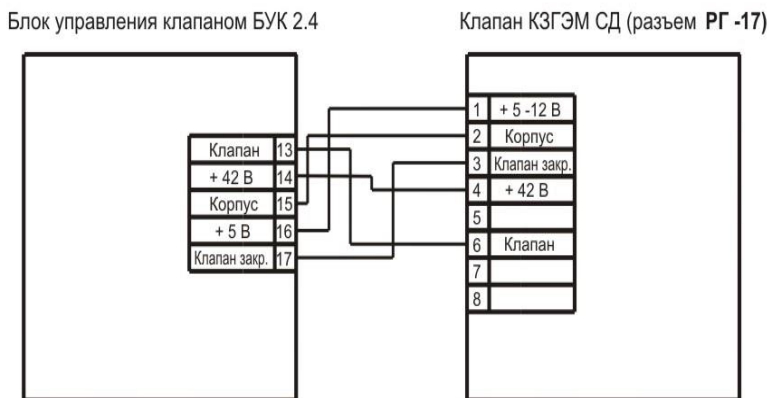 Блок управления клапаном БУК 2.4
Клапан КЗГЭМ СД (разъем РГ -17)
Клапан 13
+ 42 В 14
Корпус 15
+ 5 В 16
Клапан закр. 17
1 + 5 -12 В
2 Корпус
3 Клапан закр.
4 + 42 В
5
6 Клапан
7
8